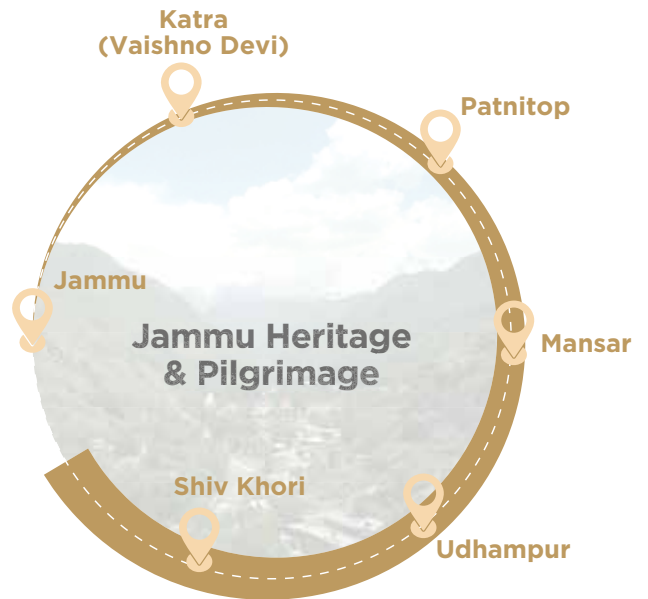 Katra
(Vaishno Devi)
Patnitop
Jammu
Jammu Heritage
& Pilgrimage
Mansar
Shiv Khori
Udhampur